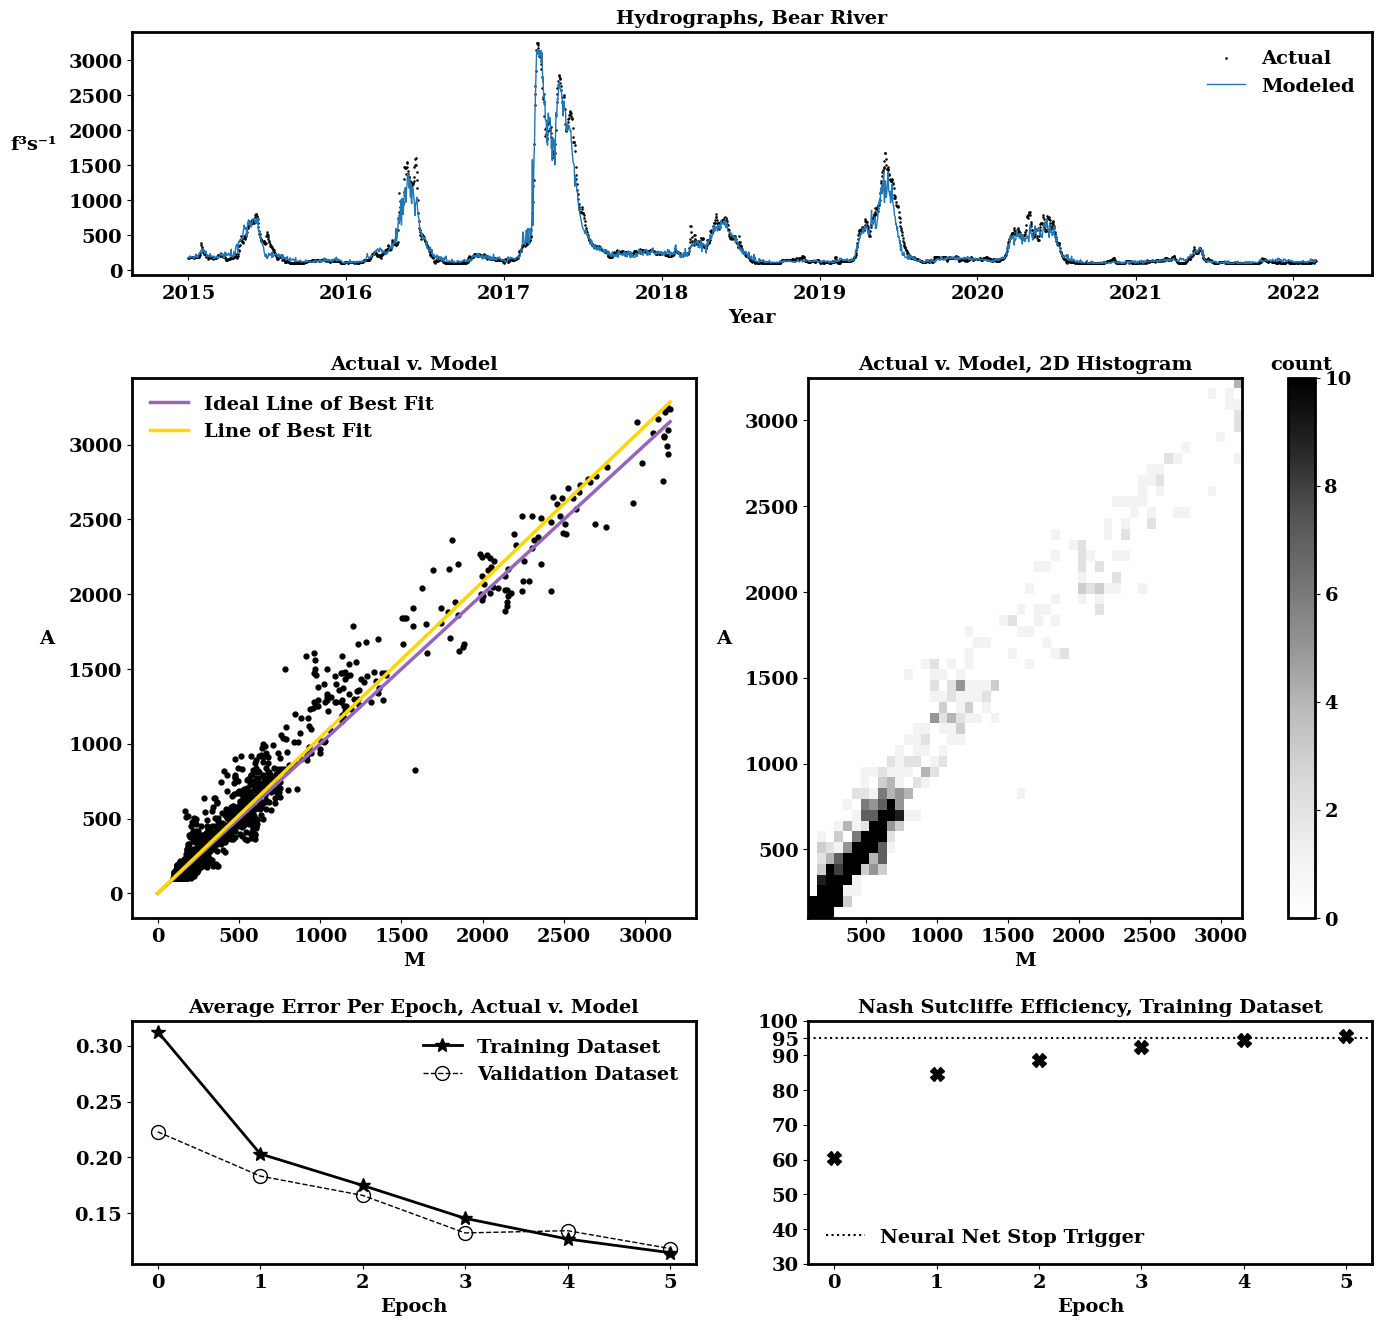 Hydrographs, Bear River
3000
2500
2000
1500
1000
500
0
f³s⁻¹
Actual
Modeled
2015 2016 2017 2018 2019 2020 2021 2022
Year
Actual v. Model
Ideal Line of Best Fit
Line of Best Fit
3000
2500
2000
1500
1000
500
0
A
0 500 1000 1500 2000 2500 3000
M
Actual v. Model, 2D Histogram
3000
2500
2000
1500
1000
500
A
500 1000 1500 2000 2500 3000
M
count
10
8
6
4
2
0
Average Error Per Epoch, Actual v. Model
Training Dataset
Validation Dataset
0.30
0.25
0.20
0.15
0 1 2 3 4 5
Epoch
Nash Sutcliffe Efficiency, Training Dataset
100
95
90
80
70
60
50
40
30
Neural Net Stop Trigger
0 1 2 3 4 5
Epoch